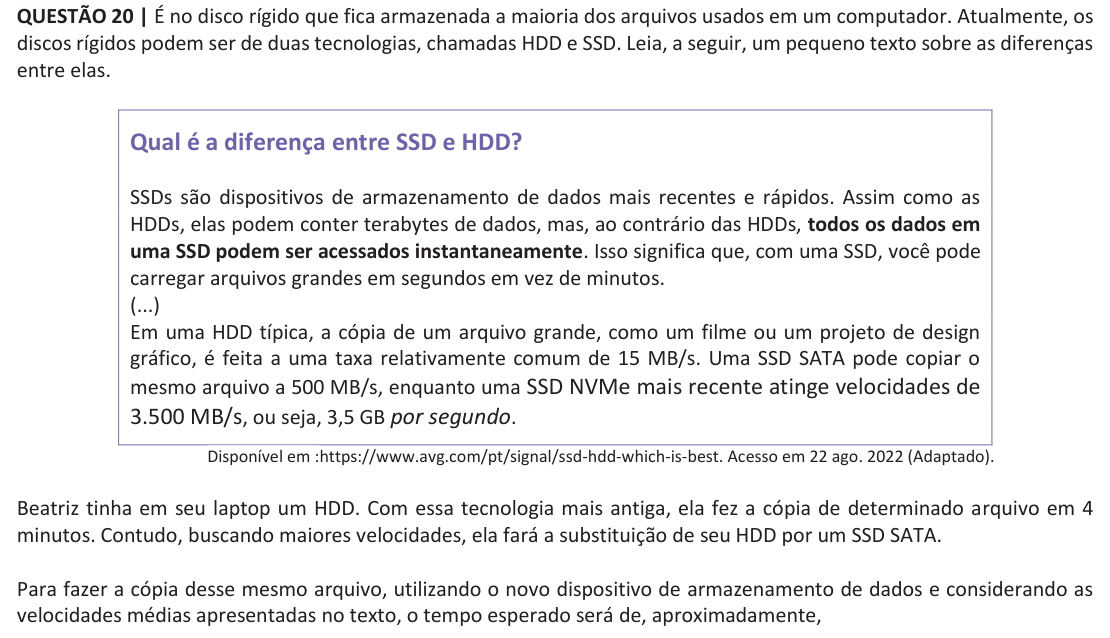 QUESTÃO 20 | É no disco rígido que fica armazenada a maioria dos arquivos usados em um computador. Atualmente, os
discos rígidos podem ser de duas tecnologias, chamadas HDD e SSD. Leia, a seguir, um pequeno texto sobre as diferenças
entre elas.
Qual é a diferença entre SSD e HDD?
SSDs são dispositivos de armazenamento de dados mais recentes e rápidos. Assim como as
HDDs, elas podem conter terabytes de dados, mas, ao contrário das HDDs, todos os dados em
uma SSD podem ser acessados instantaneamente. Isso significa que, com uma SSD, você pode
carregar arquivos grandes em segundos em vez de minutos.
(...)
Em uma HDD típica, a cópia de um arquivo grande, como um filme ou um projeto de design
gráfico, é feita a uma taxa relativamente comum de 15 MB/s. Uma SSD SATA pode copiar o
mesmo arquivo a 500 MB/s, enquanto uma SSD NVMe mais recente atinge velocidades de
3.500 MB/s, ou seja, 3,5 GB por segundo.
Disponível em :https://www.avg.com/pt/signal/ssd-hdd-which-is-best. Acesso em 22 ago. 2022 (Adaptado).
Beatriz tinha em seu laptop um HDD. Com essa tecnologia mais antiga, ela fez a cópia de determinado arquivo em 4
minutos. Contudo, buscando maiores velocidades, ela fará a substituição de seu HDD por um SSD SATA.
Para fazer a cópia desse mesmo arquivo, utilizando o novo dispositivo de armazenamento de dados e considerando as
velocidades médias apresentadas no texto, o tempo esperado será de, aproximadamente,